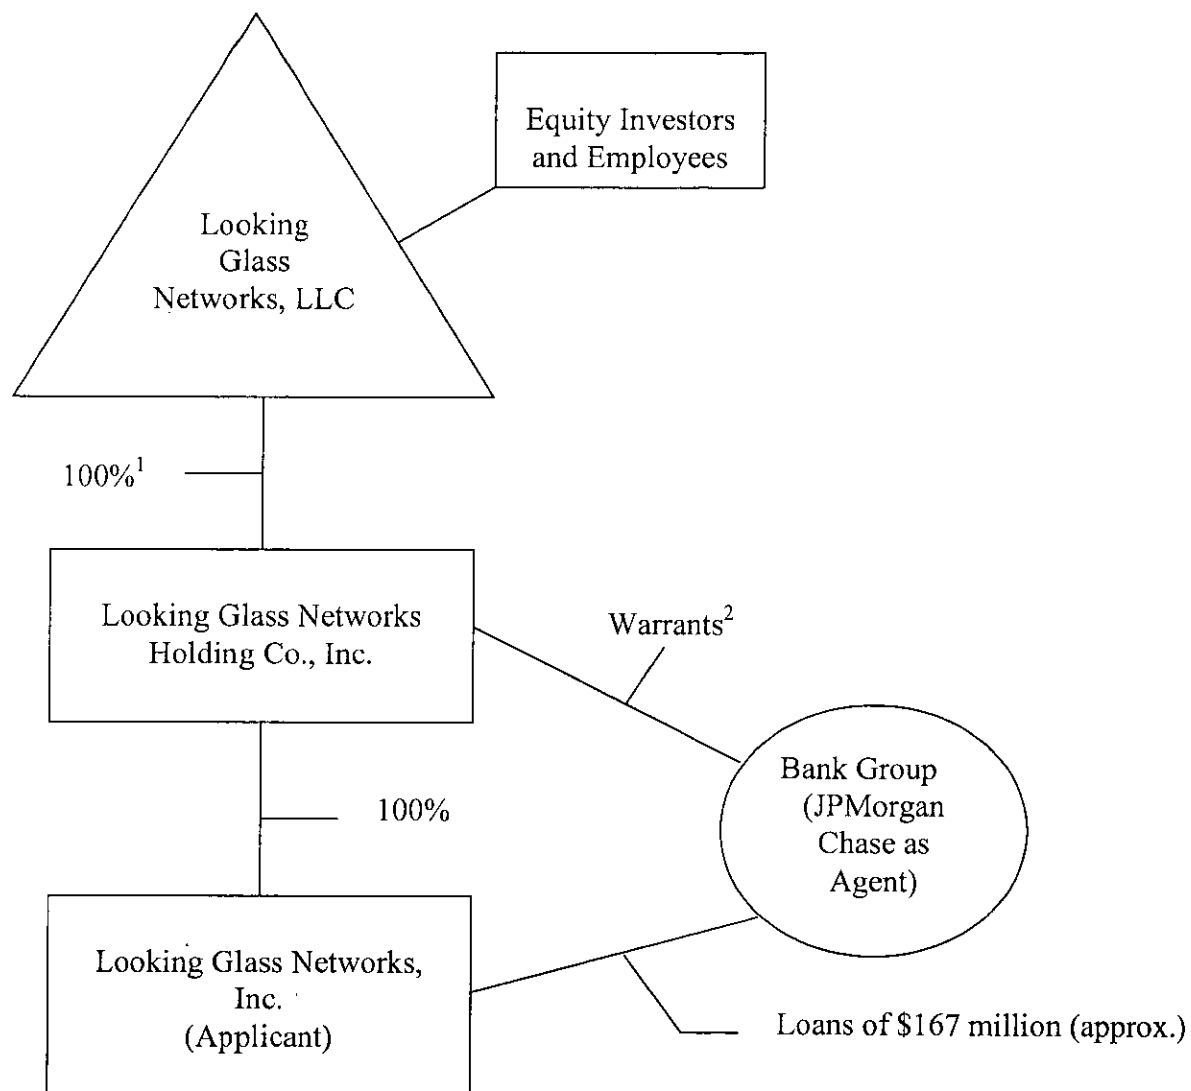 Equity Investors
and Employees
Looking
Glass
Networks, LLC
100%¹
Looking Glass Networks
Holding Co., Inc.
Warrants²
Bank Group
(JPMorgan
Chase as
Agent)
100%
Looking Glass Networks,
Inc.
(Applicant)
Loans of $167 million (approx.)